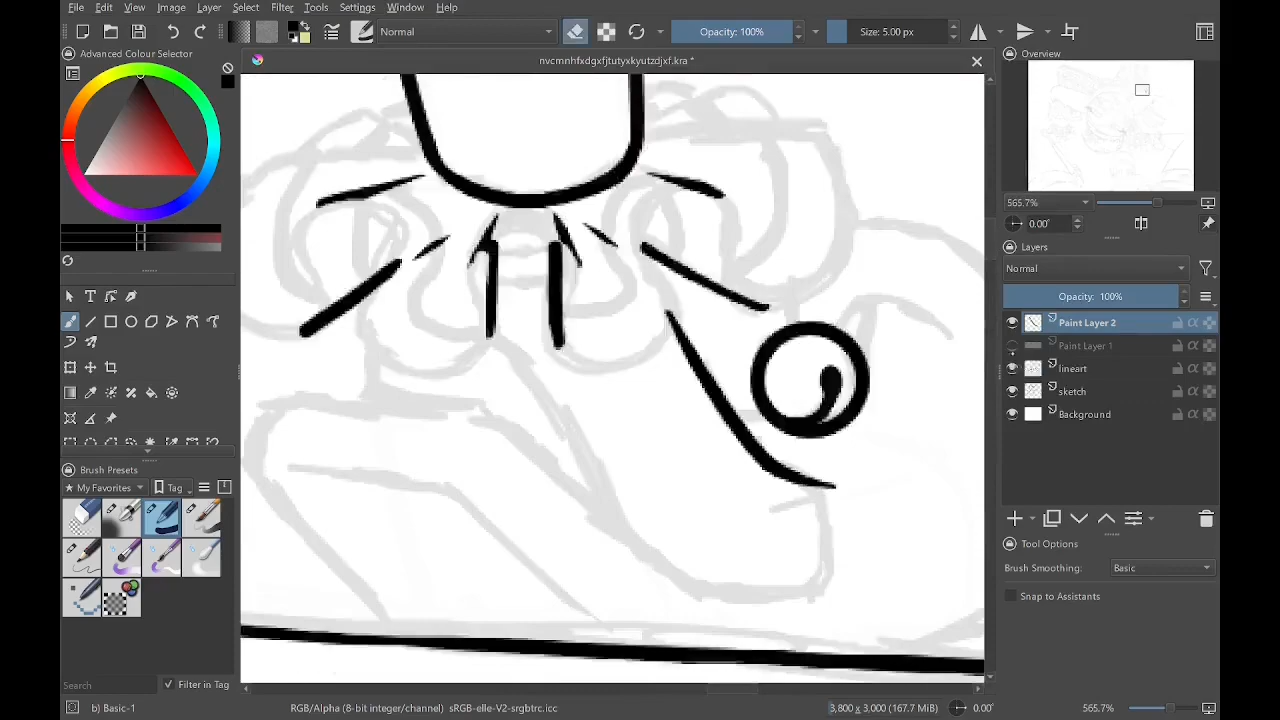 File Edit View Image Layer Select Filter Tools Settings Window Help
Normal
Opacity: 100%
Size: 5.00 px
Advanced Colour Selector
nvcmnhfxdgxfjtutyxkyutzdjxf.kra *
Overview
565.7%
0.00°
Layers
Normal
Opacity: 100%
Paint Layer 2
Paint Layer 1
lineart
sketch
Background
Brush Presets
My Favorites
Tag
Tool Options
Brush Smoothing:
Basic
Snap to Assistants
Search
Filter in Tag
b) Basic-1
RGB/Alpha (8-bit integer/channel) sRGB-elle-V2-srgbtrc.icc
3,800 x 3,000 (167.7 MiB)
0.00°
565.7%